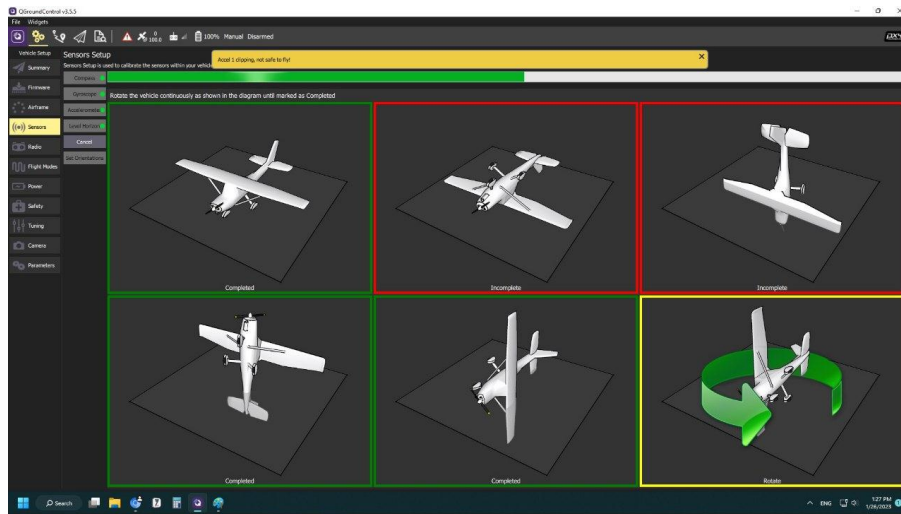 QGroundControl v3.5.5
File Widgets
0
100.0
100% Manual Disarmed
Vehicle Setup
Sensors Setup
Sensors Setup is used to calibrate the sensors within your vehicle
Accel 1 clipping, not safe to fly!
X
Summary
Firmware
Airframe
Sensors
Radio
Flight Modes
Power
Safety
Tuning
Camera
Parameters
Compass
Gyroscope
Accelerometer
Level Horizon
Cancel
Set Orientations
Rotate the vehicle continuously as shown in the diagram until marked as Completed
Completed
Incomplete
Incomplete
Completed
Completed
Rotate
Search
ENG
1:27 PM
1/26/2023